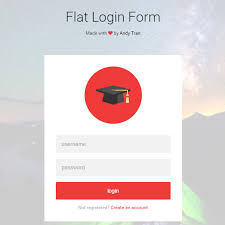 Flat Login Form
Made with ❤ by Andy Tran
username
password
login
Not registered? Create an account